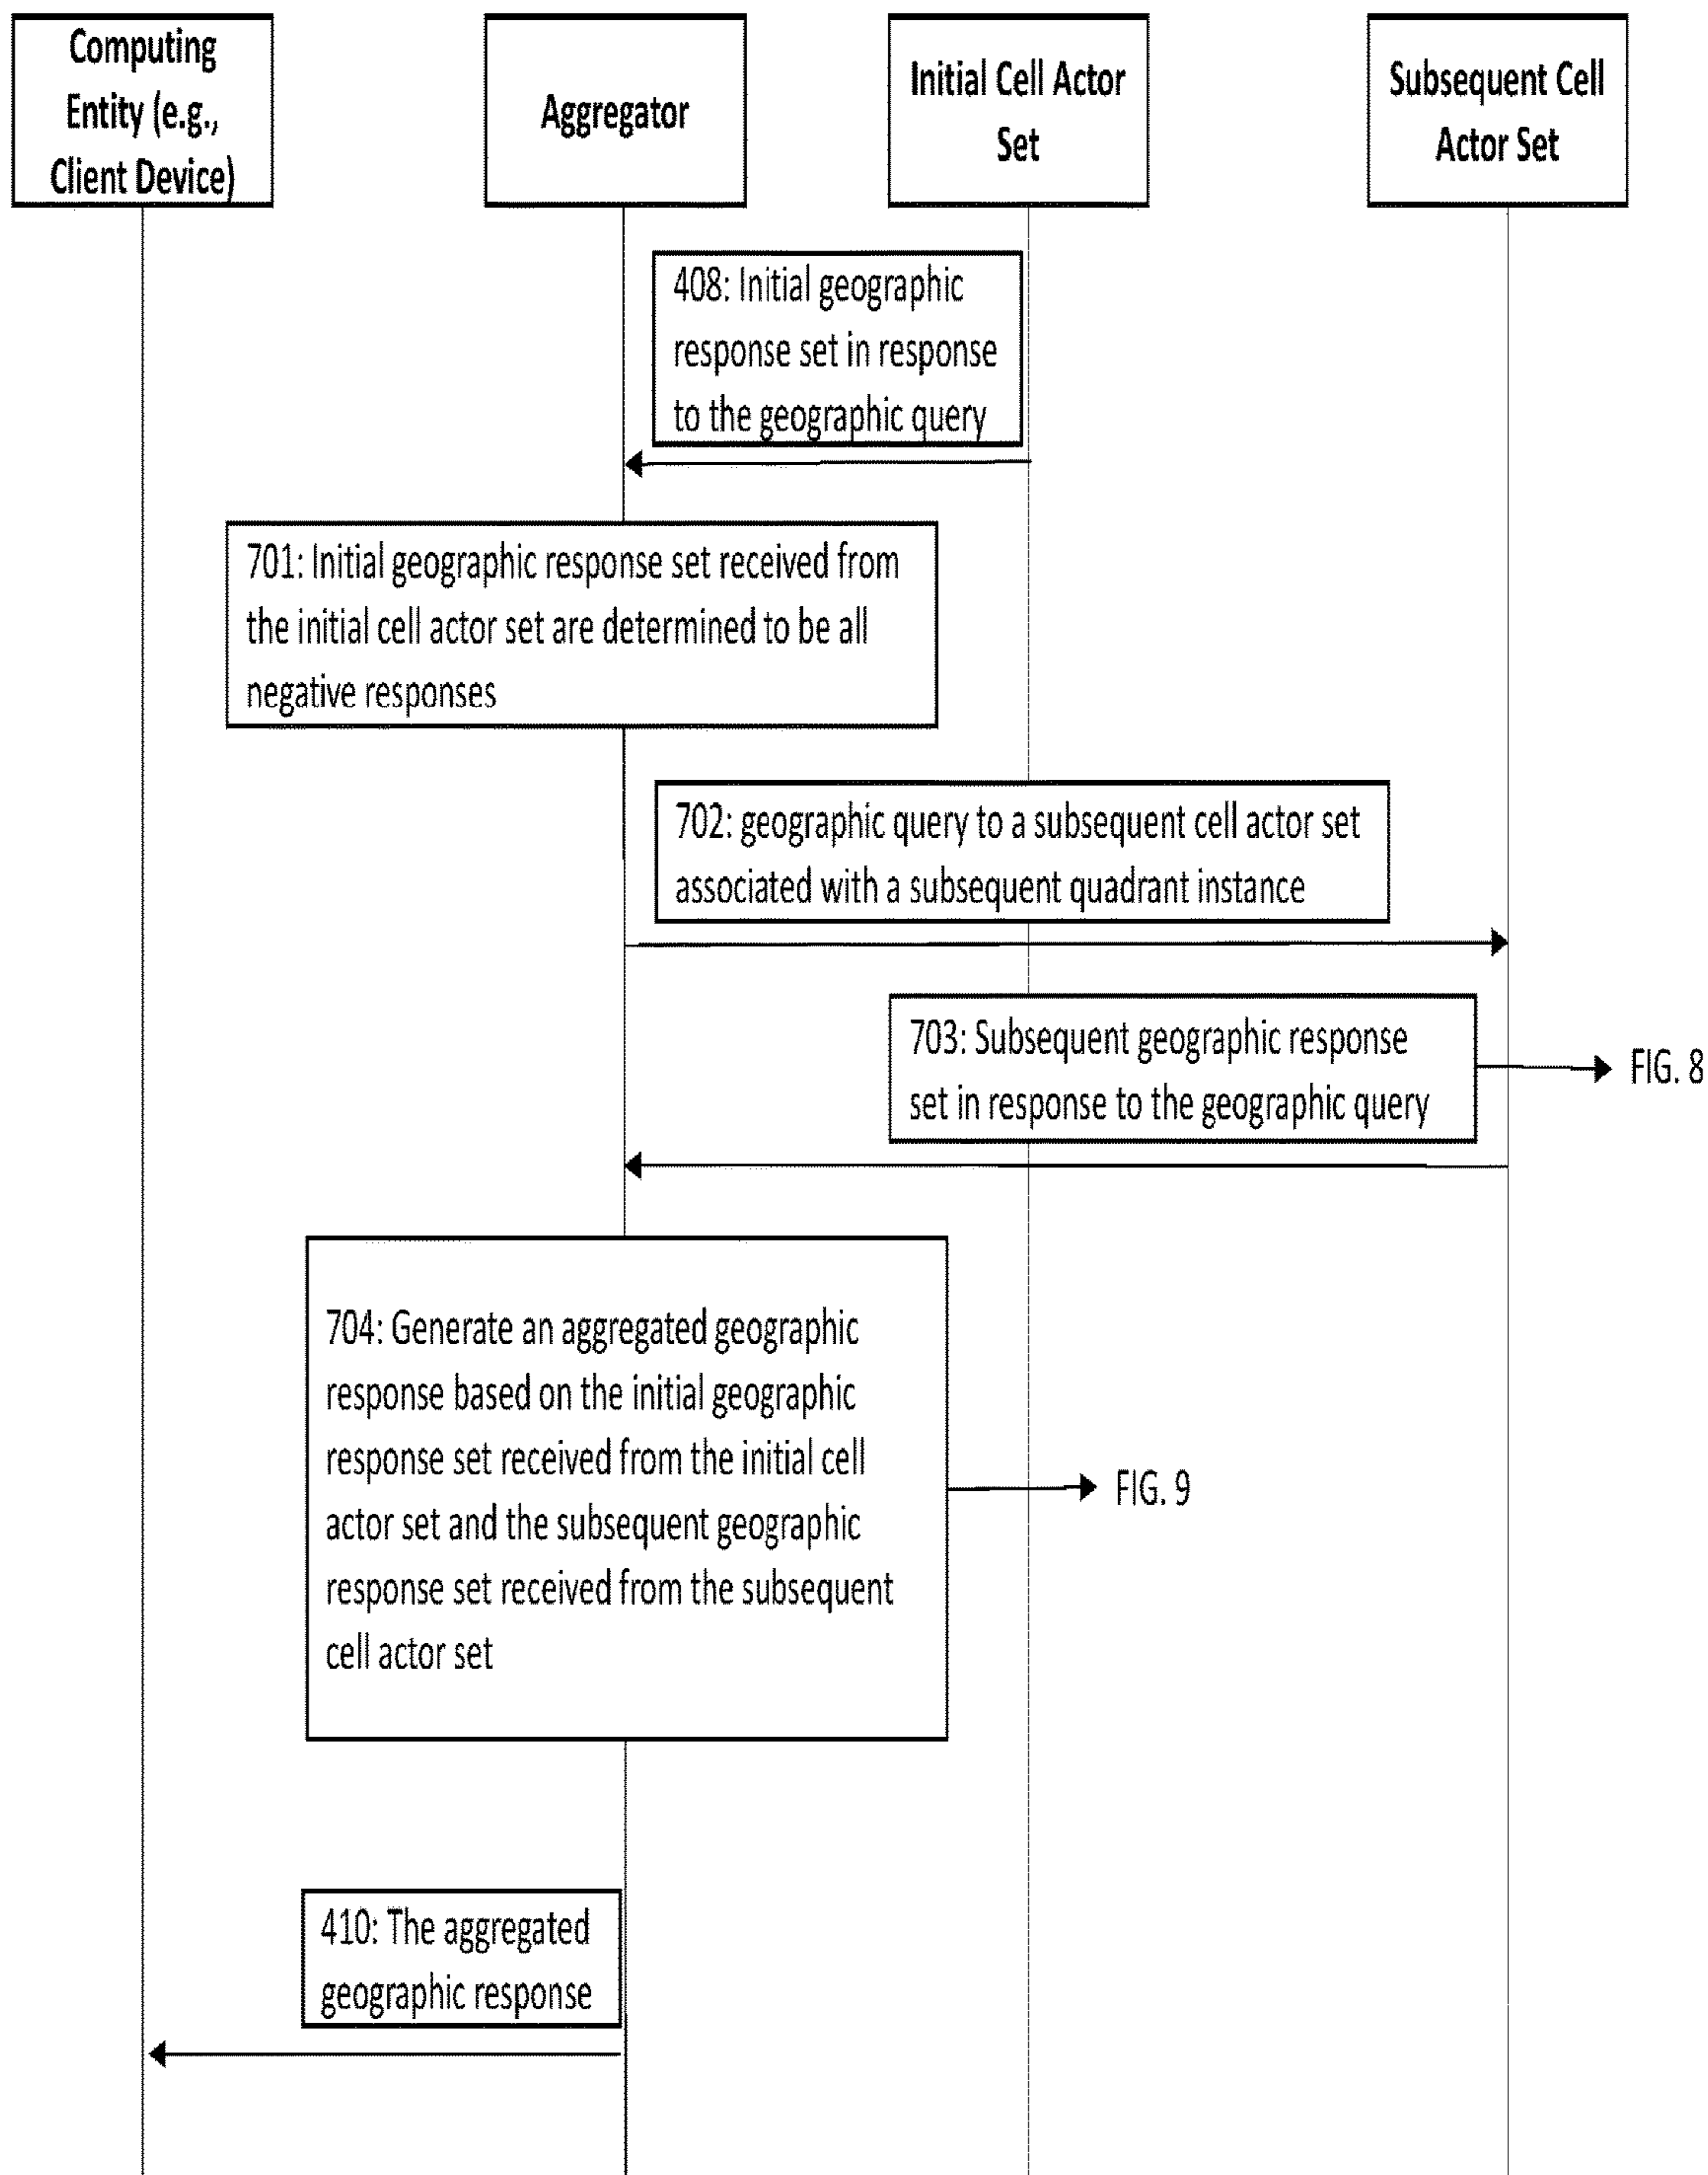 Computing
Entity (e.g.,
Client Device)
Aggregator
Initial Cell Actor
Set
Subsequent Cell
Actor Set
408: Initial geographic
response set in response
to the geographic query
701: Initial geographic response set received from
the initial cell actor set are determined to be all
negative responses
702: geographic query to a subsequent cell actor set
associated with a subsequent quadrant instance
703: Subsequent geographic response
set in response to the geographic query
FIG. 8
704: Generate an aggregated geographic
response based on the initial geographic
response set received from the initial cell
actor set and the subsequent geographic
response set received from the subsequent
cell actor set
FIG. 9
410: The aggregated
geographic response